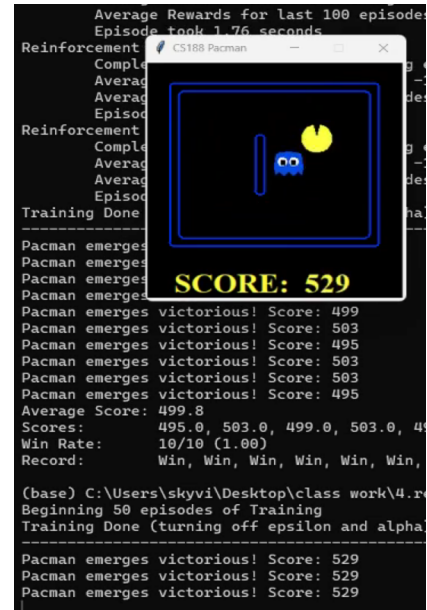 Average Rewards for last 100 episodes
Episode took 1.76 seconds
Reinforcement
CS188 Pacman
Comple
Averag
Averag
Episod
Reinforcement
Comple
Averag
Averag
Episod
Training Done
alpha
Pacman emerges
Pacman emerges
Pacman emerges
Pacman emerges
SCORE: 529
Pacman emerges victorious! Score: 499
Pacman emerges victorious! Score: 503
Pacman emerges victorious! Score: 495
Pacman emerges victorious! Score: 503
Pacman emerges victorious! Score: 503
Pacman emerges victorious! Score: 495
Average Score: 499.8
Scores: 495.0, 503.0, 499.0, 503.0, 49
Win Rate: 10/10 (1.00)
Record: Win, Win, Win, Win, Win, Win,
(base) C:\Users\skyvi\Desktop\class work\4.re
Beginning 50 episodes of Training
Training Done (turning off epsilon and alpha)
Pacman emerges victorious! Score: 529
Pacman emerges victorious! Score: 529
Pacman emerges victorious! Score: 529